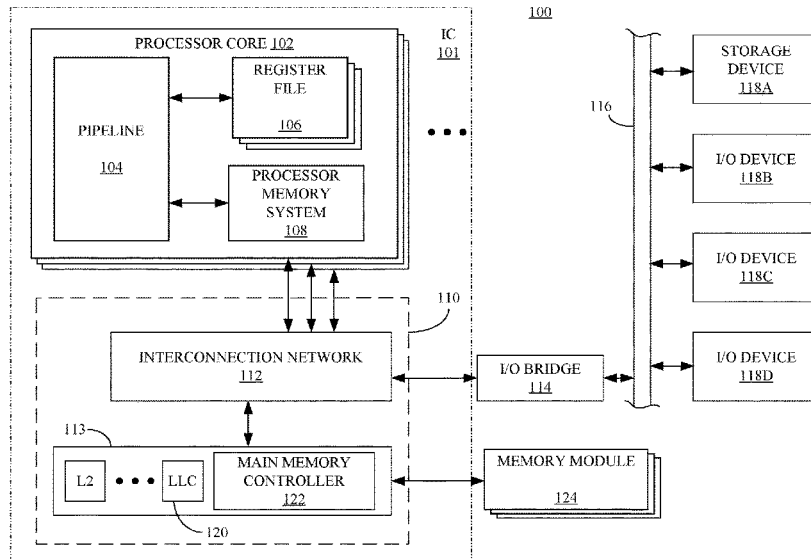 PROCESSOR CORE 102
IC
101
100
PIPELINE
104
REGISTER
FILE
106
PROCESSOR
MEMORY
SYSTEM
108
116
STORAGE
DEVICE
118A
I/O DEVICE
118B
I/O DEVICE
118C
I/O DEVICE
118D
110
INTERCONNECTION NETWORK
112
I/O BRIDGE
114
113
L2
LLC
120
MAIN MEMORY
CONTROLLER
122
MEMORY MODULE
124